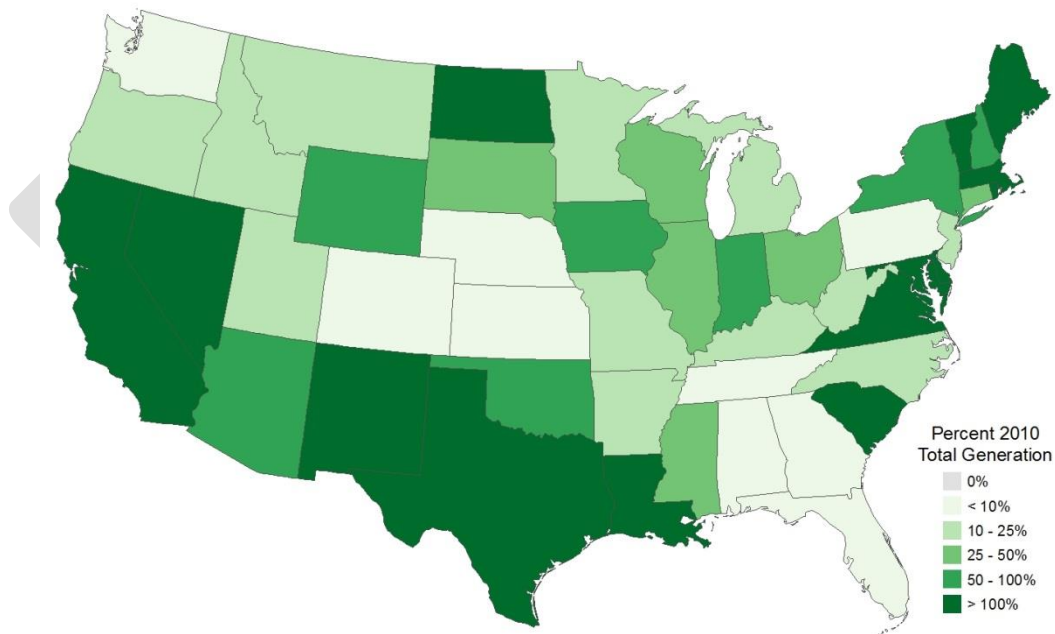 Percent 2010
Total Generation
0%
< 10%
10 - 25%
25 - 50%
50 - 100%
> 100%